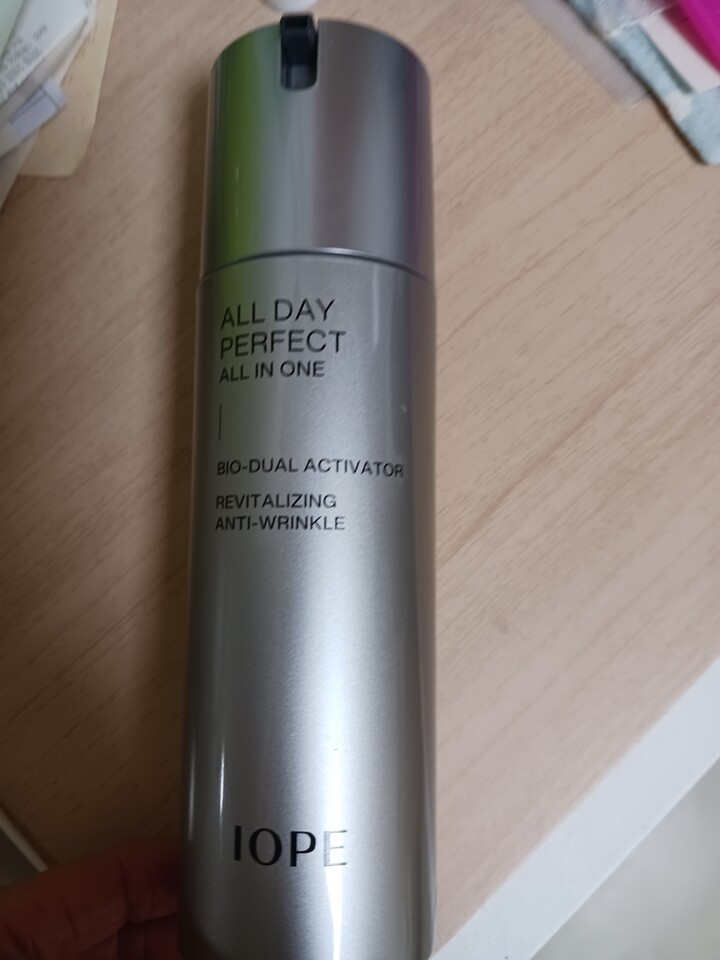 ALL DAY
PERFECT
ALL IN ONE
BIO-DUAL ACTIVATOR
REVITALIZING
ANTI-WRINKLE
IOPE